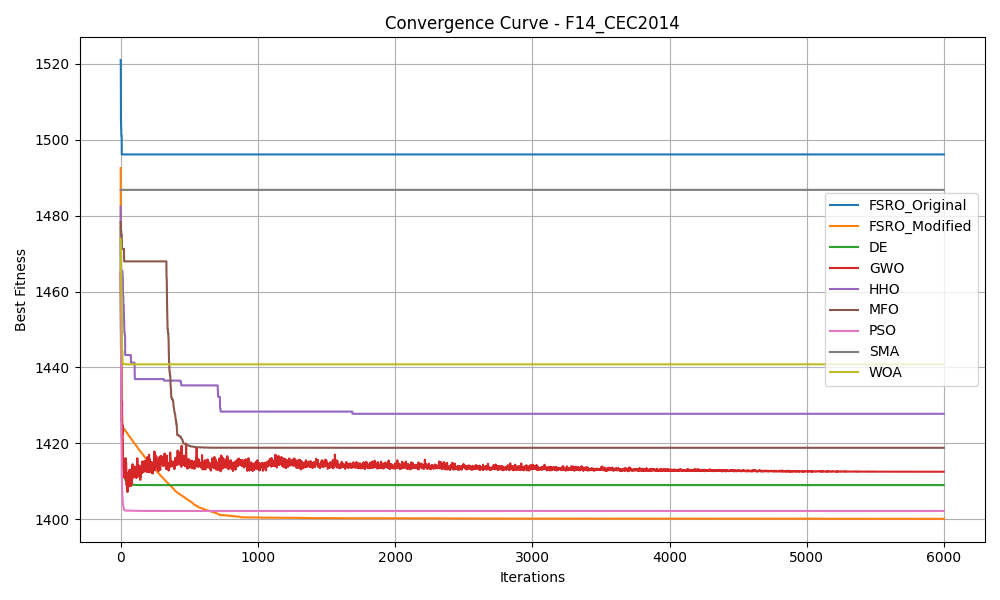 Convergence Curve - F14_CEC2014
Best Fitness
1520
1500
1480
1460
1440
1420
1400
FSRO_Original
FSRO_Modified
DE
GWO
HHO
MFO
PSO
SMA
WOA
0 1000 2000 3000 4000 5000 6000
Iterations